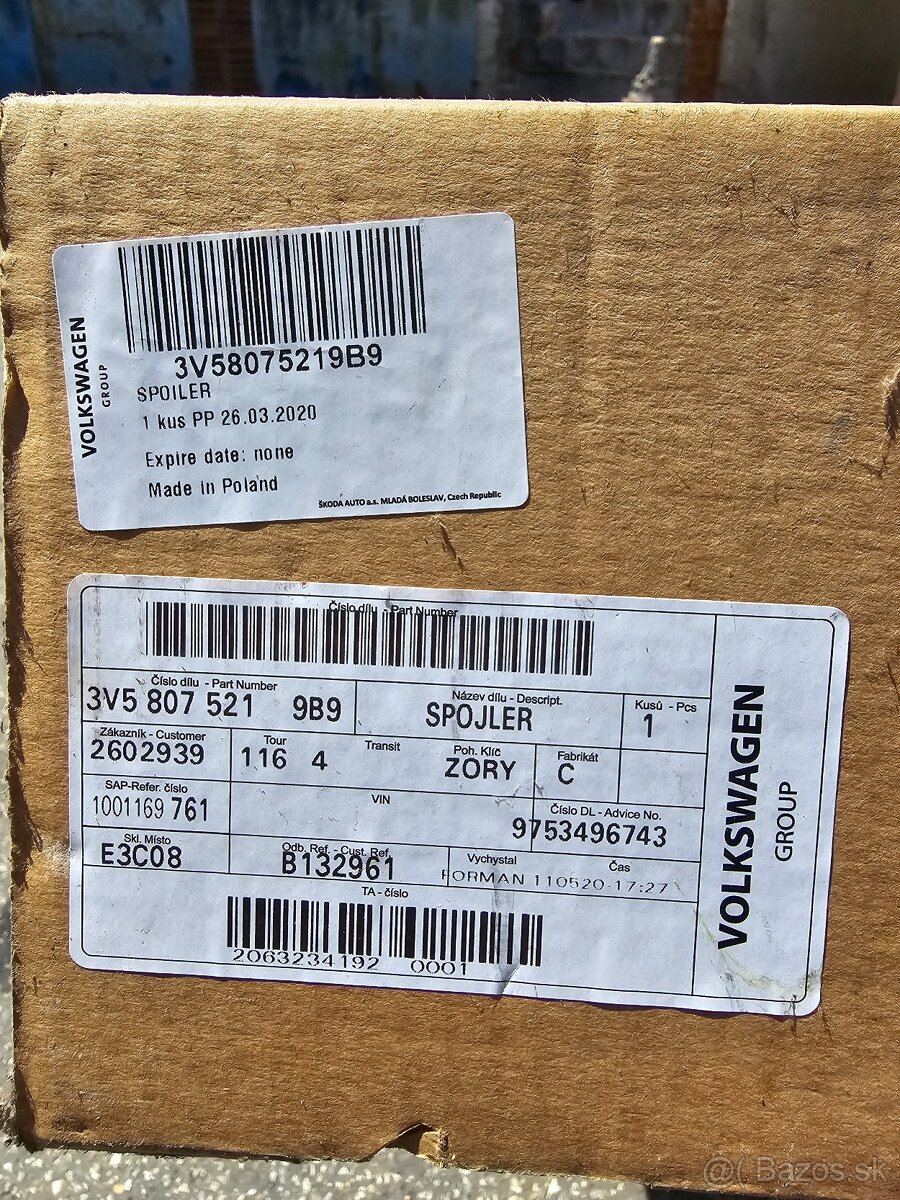 3V58075219B9
SPOILER
1 kus PP 26.03.2020
Expire date: none
Made in Poland
ŠKODA AUTO a.s. MLADÁ BOLESLAV, Czech Republic
VOLKSWAGEN
GROUP
Číslo dílu - Part Number
Číslo dílu - Part Number
3V5 807 521 9B9
Název dílu - Descript.
SPOJLER
Kusů - Pcs
1
Zákazník - Customer
2602939
Tour
116 4
Transit
Poh. Klíč
ZORY
Fabrikát
C
SAP-Refer. číslo
1001169 761
VIN
Číslo DL - Advice No.
9753496743
Skl. Místo
E3C08
Odb. Ref. - Cust. Ref.
B132961
Vychystal
Čas
FORMAN 110520-17:27
TA - číslo
2063234192 0001
VOLKSWAGEN
GROUP
@( Bazos.sk